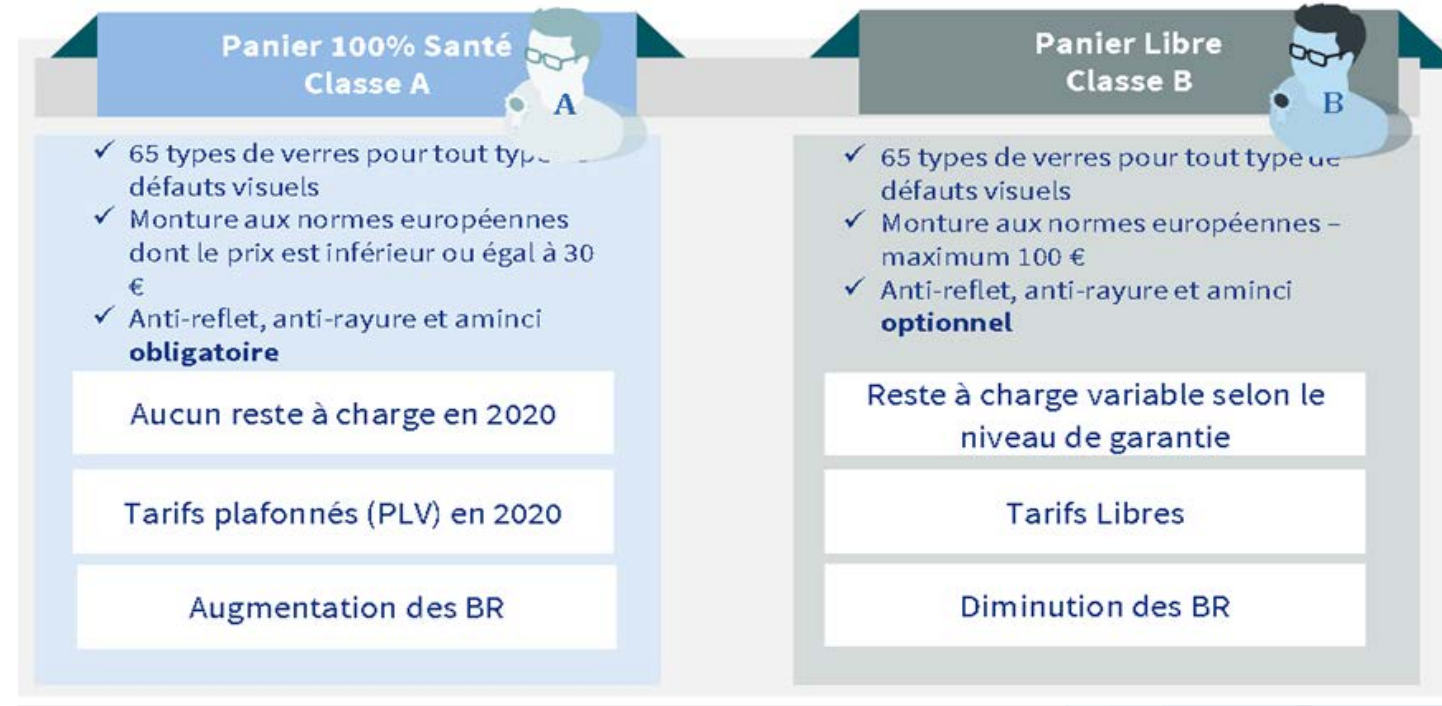 Panier 100% Santé
Classe A
A
✓ 65 types de verres pour tout
défauts visuels
✓ Monture aux normes européennes
dont le prix est inférieur ou égal à 30
€
✓ Anti-reflet, anti-rayure et aminci
obligatoire
Aucun reste à charge en 2020
Tarifs plafonnés (PLV) en 2020
Augmentation des BR
Panier Libre
Classe B
B
✓ 65 types de verres pour tout type de
défauts visuels
✓ Monture aux normes européennes –
maximum 100 €
✓ Anti-reflet, anti-rayure et aminci
optionnel
Reste à charge variable selon le
niveau de garantie
Tarifs Libres
Diminution des BR